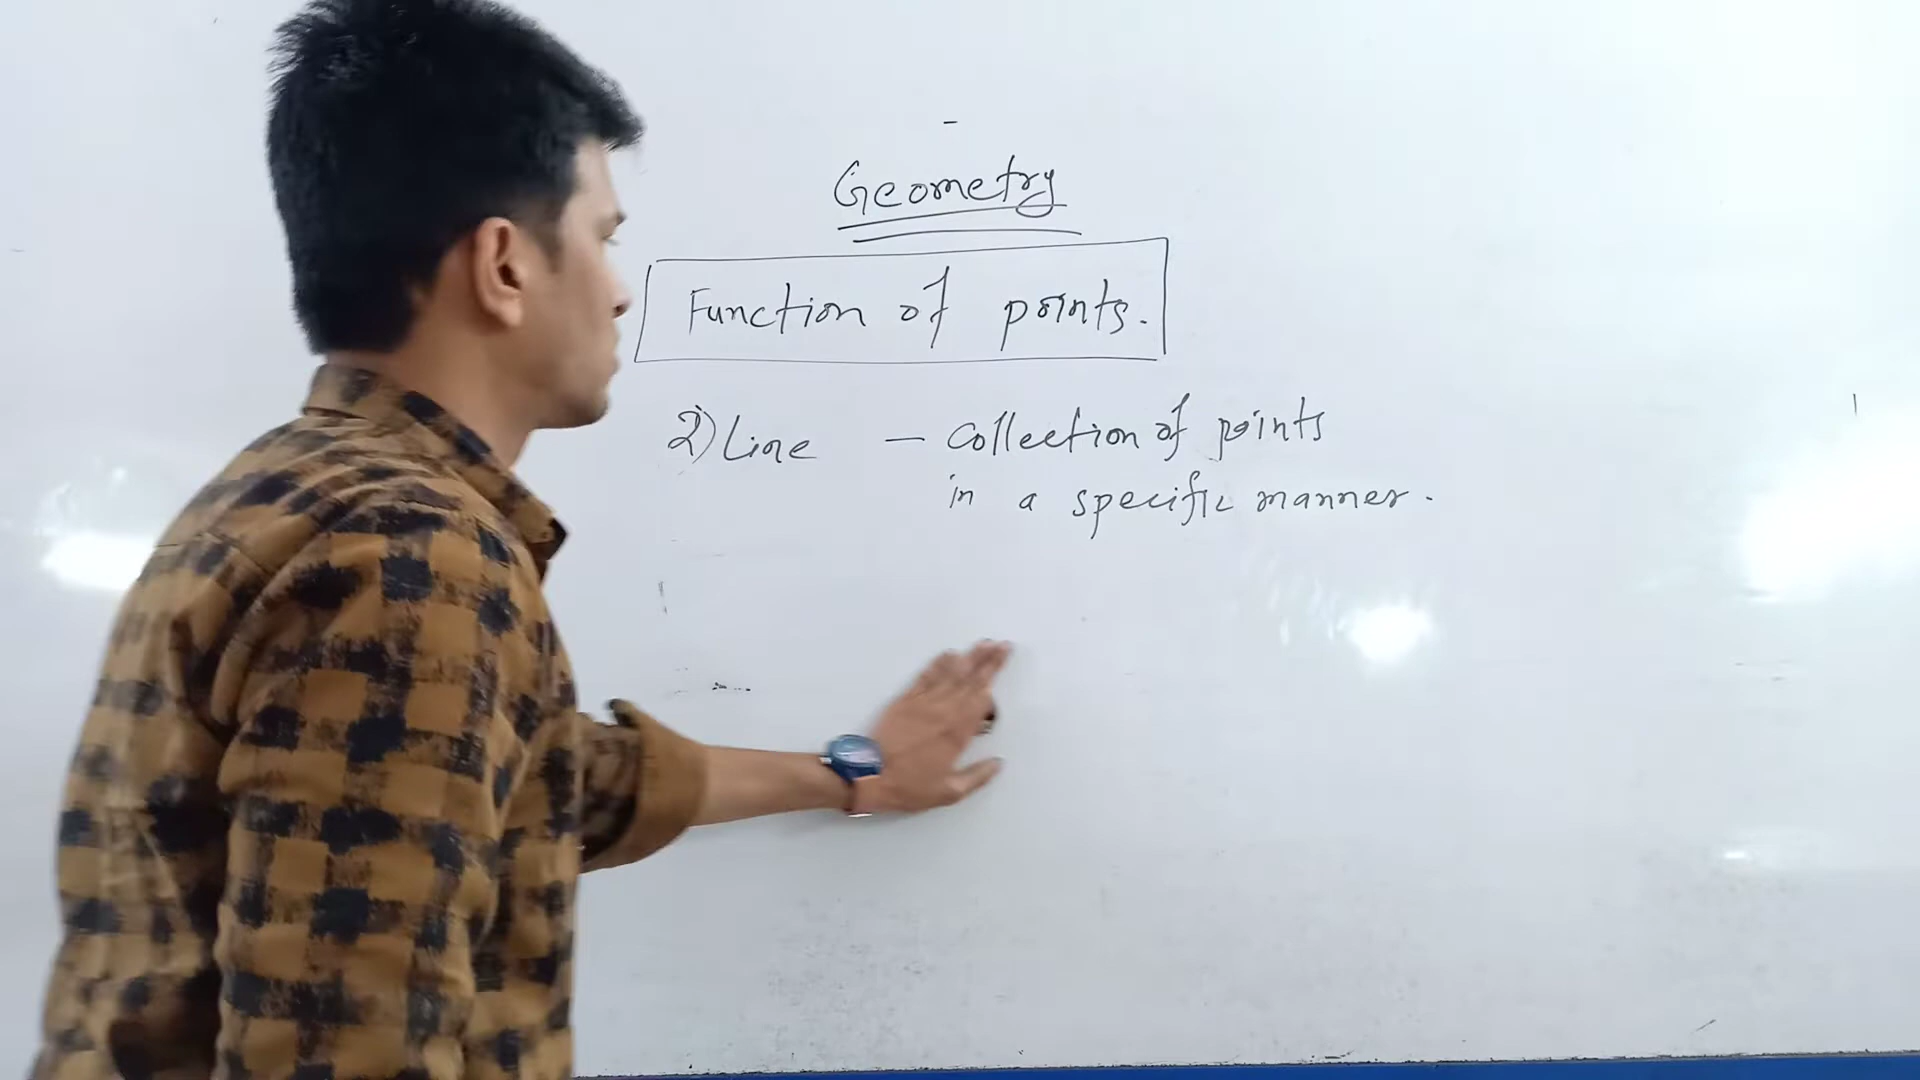 Geometry
Function of points.
2) Line — Collection of points
in a specific manner.